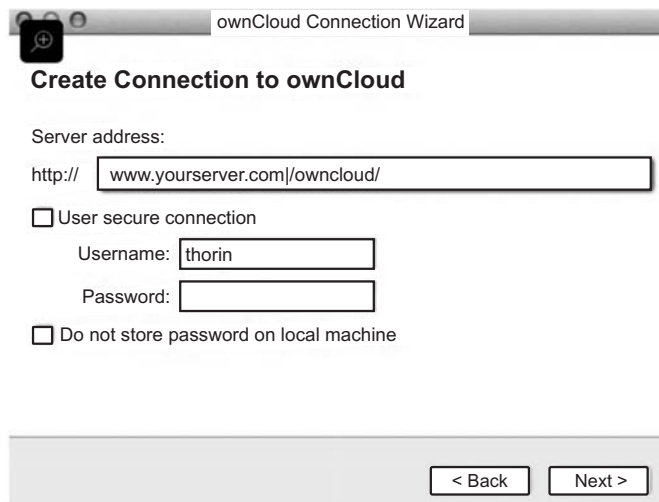 ownCloud Connection Wizard
Create Connection to ownCloud
Server address:
http:// www.yourserver.com|/owncloud/
User secure connection
Username: thorin
Password:
Do not store password on local machine
< Back Next >